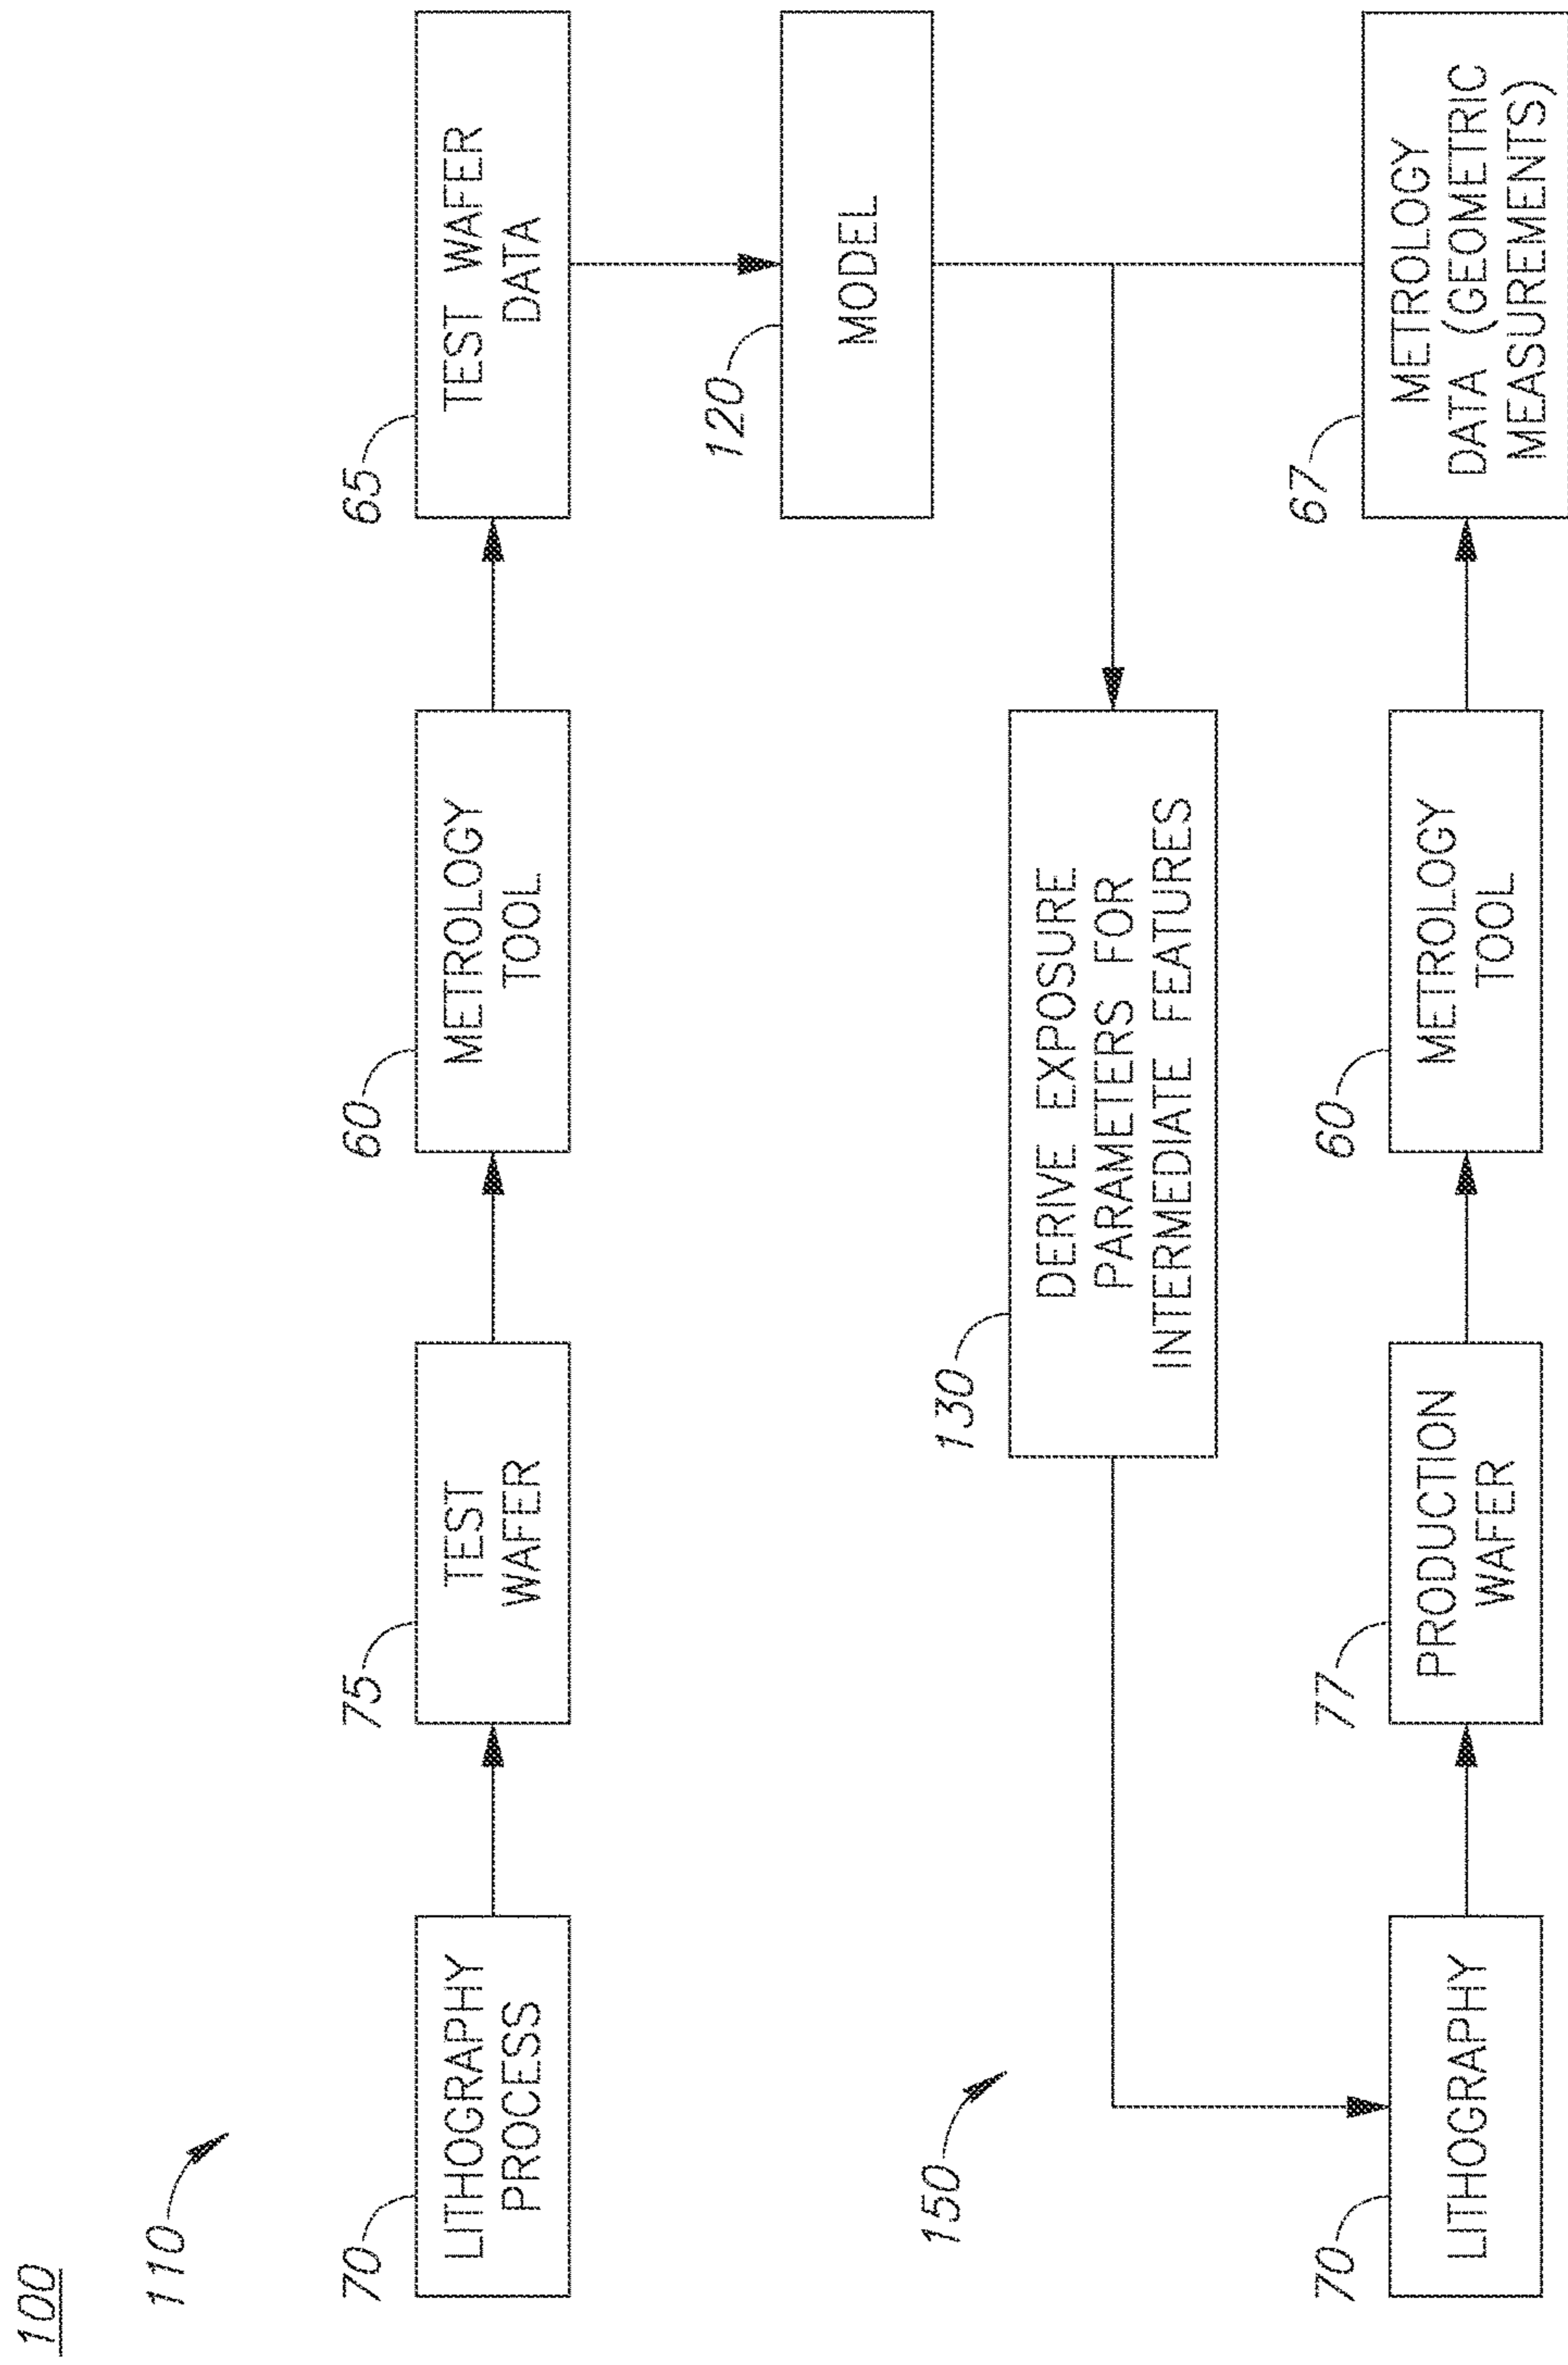 100
110
70
LITHOGRAPHY
PROCESS
75
TEST
WAFER
60
METROLOGY
TOOL
65
TEST WAFER
DATA
120
MODEL
150
130
DERIVE EXPOSURE
PARAMETERS FOR
INTERMEDIATE FEATURES
70
LITHOGRAPHY
77
PRODUCTION
WAFER
60
METROLOGY
TOOL
67
METROLOGY
DATA (GEOMETRIC
MEASUREMENTS)